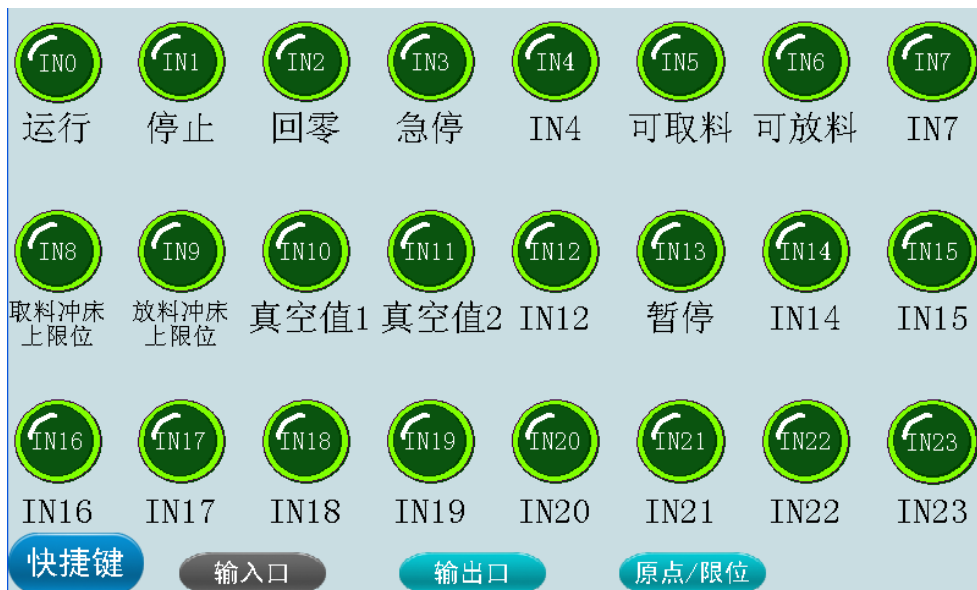 IN0 IN1 IN2 IN3 IN4 IN5 IN6 IN7
运行 停止 回零 急停 IN4 可取料 可放料 IN7
IN8 IN9 IN10 IN11 IN12 IN13 IN14 IN15
取料冲床 放料冲床 真空值1 真空值2 IN12 暂停 IN14 IN15
上限位 上限位
IN16 IN17 IN18 IN19 IN20 IN21 IN22 IN23
IN16 IN17 IN18 IN19 IN20 IN21 IN22 IN23
快捷键 输入口 输出口 原点/限位